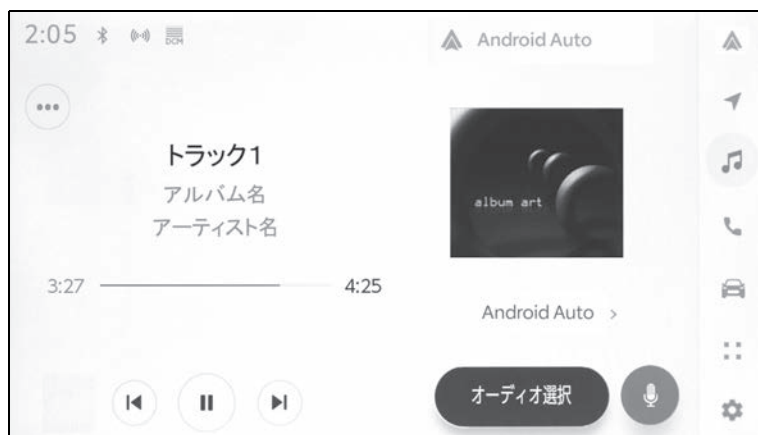 2:05
DCM
Android Auto
トラック1
アルバム名
アーティスト名
album art
3:27
4:25
Android Auto
オーディオ選択